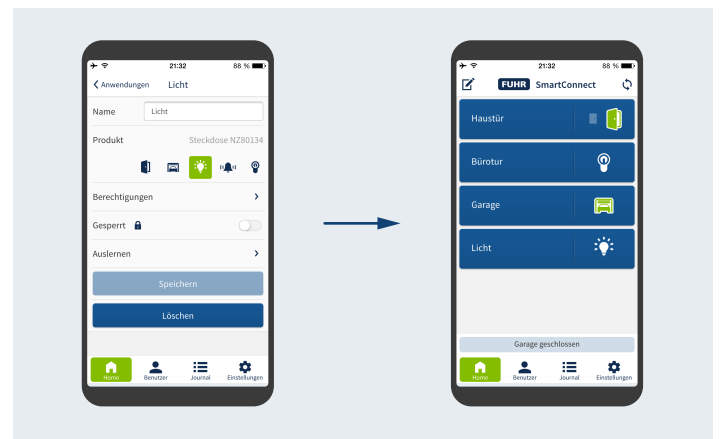 21:32
88 %
Anwendungen
Licht
Name
Licht
Produkt
Steckdose NZ80134
Berechtigungen
Gesperrt
Auslernen
Speichern
Löschen
Home
Benutzer
Journal
Einstellungen
21:32
88 %
FUHR SmartConnect
Haustür
Bürotur
Garage
Licht
Garage geschlossen
Home
Benutzer
Journal
Einstellungen